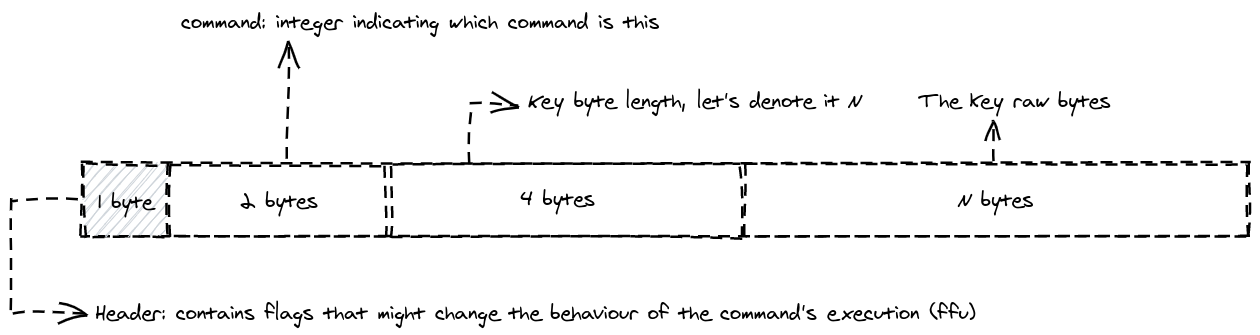 command: integer indicating which command is this
Key byte length, let's denote it N
The Key raw bytes
1 byte
2 bytes
4 bytes
N bytes
Header: contains flags that might change the behaviour of the command's execution (ffu)